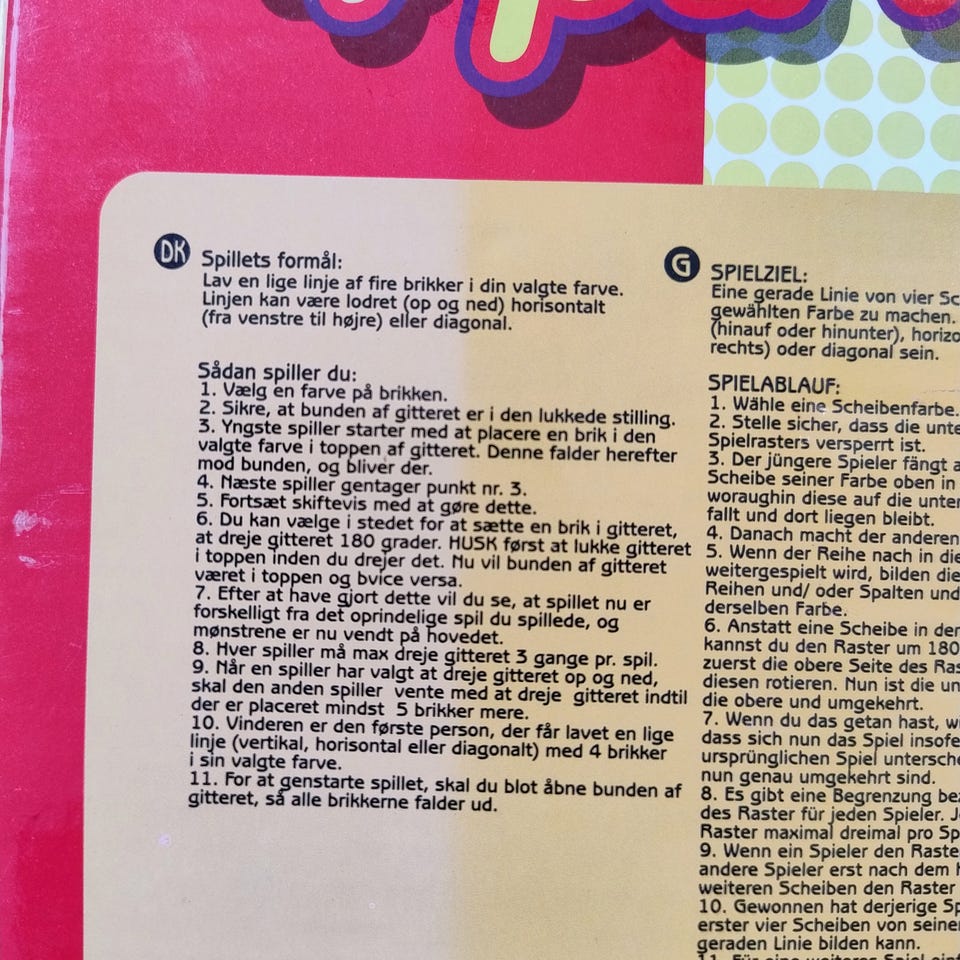 DK
Spillets formål:
Lav en lige linje af fire brikker i din valgte farve.
Linjen kan være lodret (op og ned) horisontalt
(fra venstre til højre) eller diagonal.
Sådan spiller du:
1. Vælg en farve på brikken.
2. Sikre, at bunden af gitteret er i den lukkede stilling.
3. Yngste spiller starter med at placere en brik i den
valgte farve i toppen af gitteret. Denne falder herefter
mod bunden, og bliver der.
4. Næste spiller gentager punkt nr. 3.
5. Fortsæt skiftevis med at gøre dette.
6. Du kan vælge i stedet for at sætte en brik i gitteret,
at dreje gitteret 180 grader. HUSK først at lukke gitteret
i toppen inden du drejer det. Nu vil bunden af gitteret
været i toppen og bvice versa.
7. Efter at have gjort dette vil du se, at spillet nu er
forskelligt fra det oprindelige spil du spillede, og
mønstrene er nu vendt på hovedet.
8. Hver spiller må max dreje gitteret 3 gange pr. spil.
9. Når en spiller har valgt at dreje gitteret op og ned,
skal den anden spiller vente med at dreje gitteret indtil
der er placeret mindst 5 brikker mere.
10. Vinderen er den første person, der får lavet en lige
linje (vertikal, horisontal eller diagonalt) med 4 brikker
i sin valgte farve.
11. For at genstarte spillet, skal du blot åbne bunden af
gitteret, så alle brikkerne falder ud.
G
SPIELZIEL:
Eine gerade Linie von vier Sc
gewählten Farbe zu machen.
(hinauf oder hinunter), horizo
rechts) oder diagonal sein.
SPIELABLAUF:
1. Wähle eine Scheibenfarbe.
2. Stelle sicher, dass die unte
Spielrasters versperrt ist.
3. Der jüngere Spieler fängt a
Scheibe seiner Farbe oben in
woraughin diese auf die unter
fallt und dort liegen bleibt.
4. Danach macht der anderen
5. Wenn der Reihe nach in die
weitergespielt wird, bilden die
Reihen und/ oder Spalten und
derselben Farbe.
6. Anstatt eine Scheibe in der
kannst du den Raster um 180
zuerst die obere Seite des Ras
diesen rotieren. Nun ist die un
die obere und umgekehrt.
7. Wenn du das getan hast, wi
dass sich nun das Spiel insofe
ursprünglichen Spiel untersche
nun genau umgekehrt sind.
8. Es gibt eine Begrenzung bez
des Raster für jeden Spieler. J
Raster maximal dreimal pro Sp
9. Wenn ein Spieler den Raste
andere Spieler erst nach dem
weiteren Scheiben den Raster
10. Gewonnen hat derjerige Sp
erster vier Scheiben von seiner
geraden Linie bilden kann.
11. Für eine weiteres Spiel